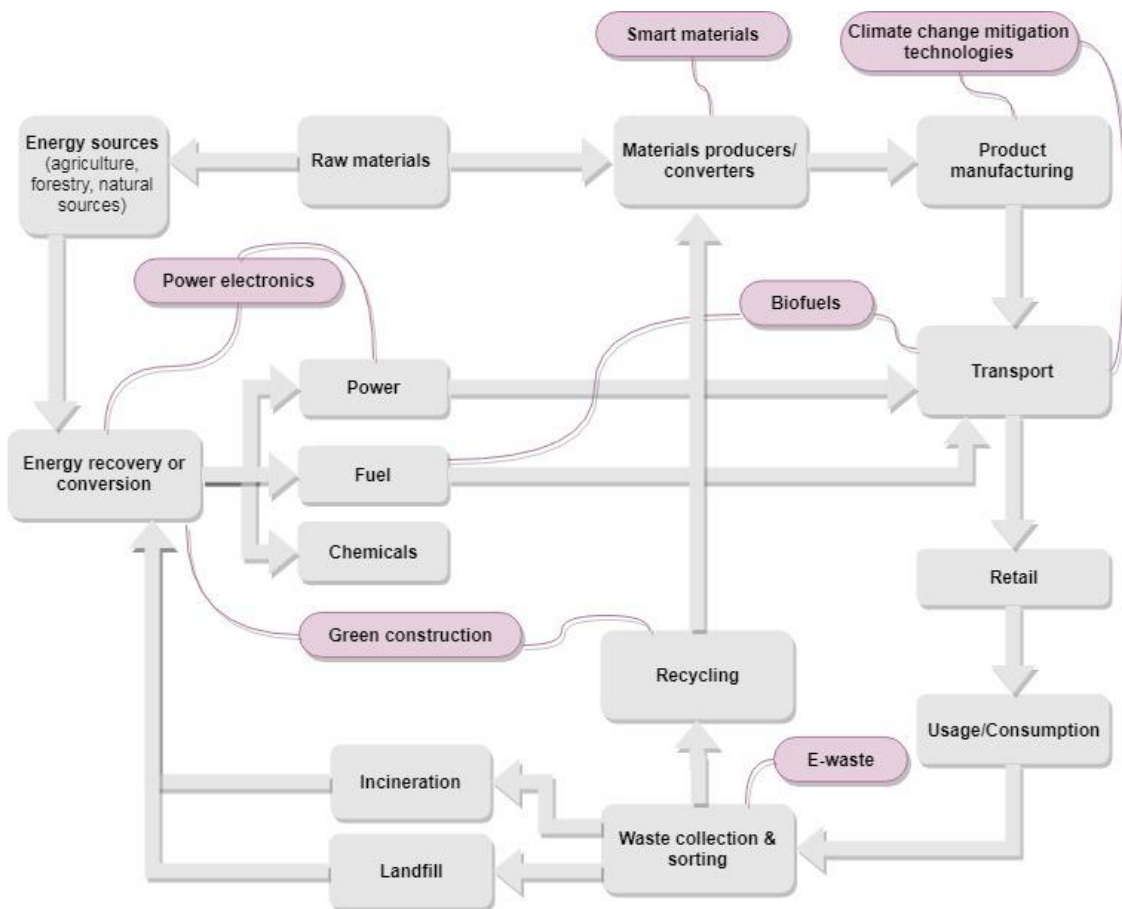 Smart materials
Climate change mitigation
technologies
Energy sources
(agriculture,
forestry, natural
sources)
Raw materials
Materials producers/
converters
Product
manufacturing
Power electronics
Biofuels
Power
Transport
Energy recovery or
conversion
Fuel
Chemicals
Retail
Green construction
Recycling
Usage/Consumption
E-waste
Incineration
Waste collection &
sorting
Landfill